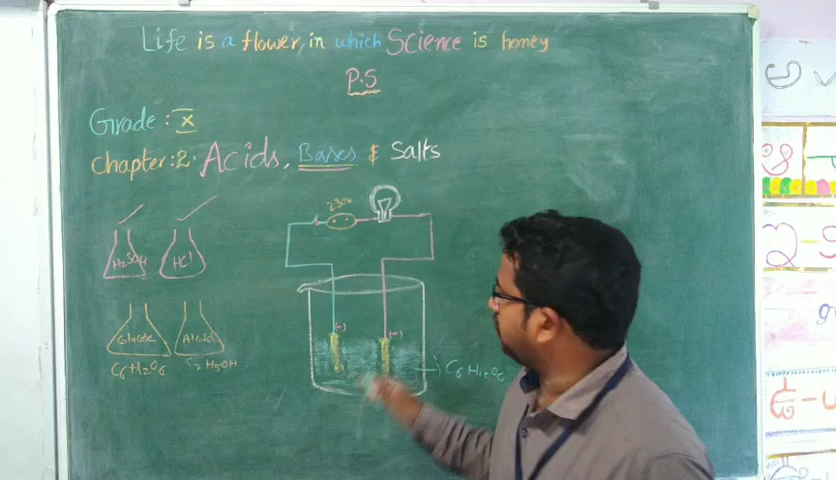 Life is a flower, in which Science is honey
P.S
Grade : X
Chapter:2. Acids, Bases & Salts
230v
H2SO4
HCl
Glucose
C6H12O6
C2H5OH
(-)
(+)
C6H12O6